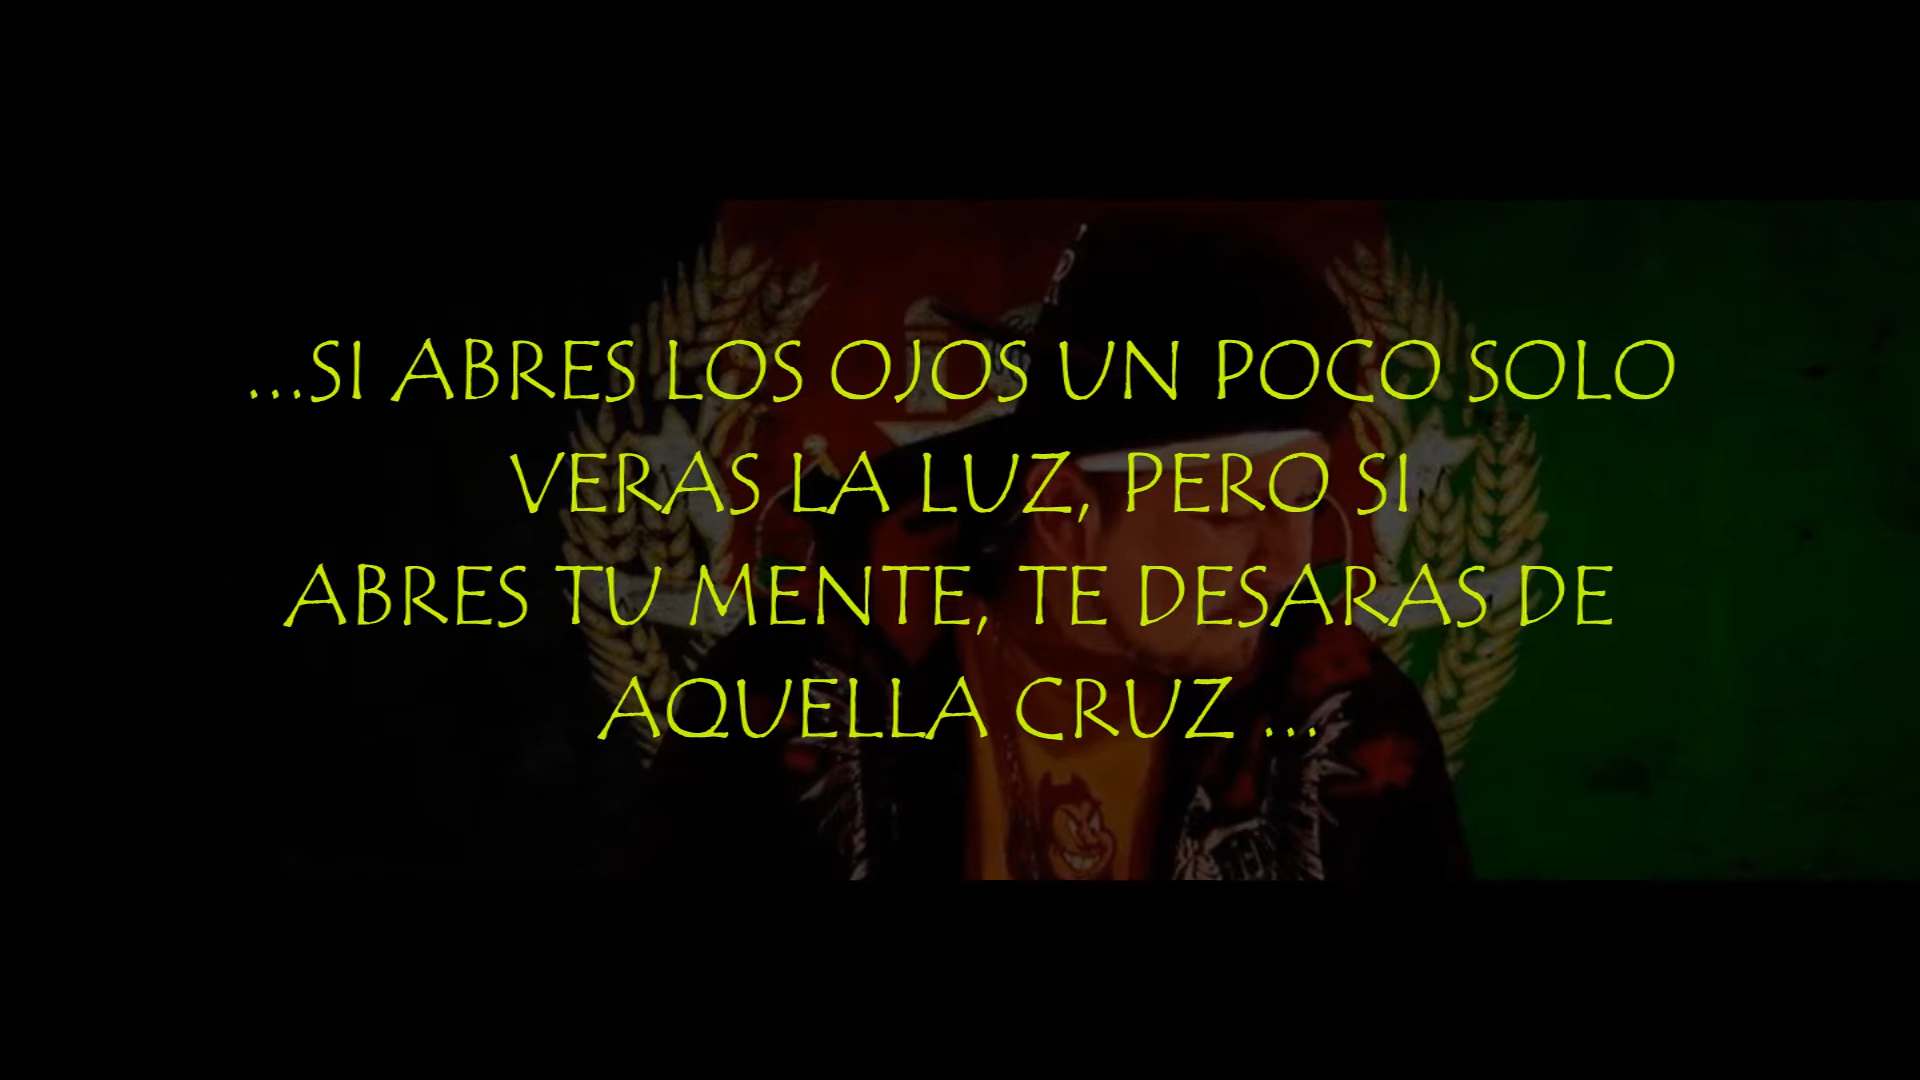 ...SI ABRES LOS OJOS UN POCO SOLO
VERAS LA LUZ, PERO SI
ABRES TU MENTE, TE DESARAS DE
AQUELLA CRUZ ...